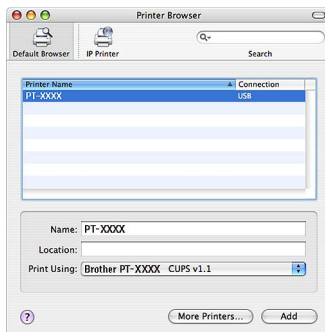 Printer Browser
Default Browser
IP Printer
Search
Printer Name
Connection
PT-XXXX
USB
Name: PT-XXXX
Location:
Print Using: Brother PT-XXXX CUPS v1.1
?
More Printers...
Add